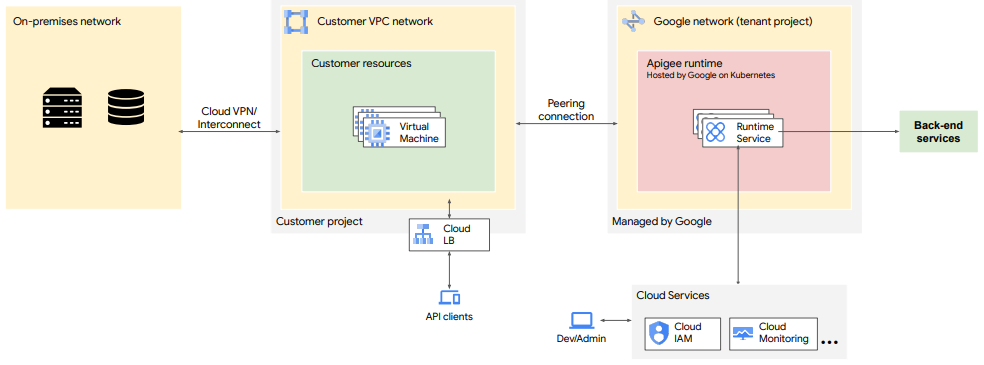 On-premises network
Customer VPC network
Google network (tenant project)
Customer resources
Apigee runtime
Hosted by Google on Kubernetes
Cloud VPN/
Interconnect
Virtual
Machine
Peering
connection
Runtime
Service
Back-end
services
Customer project
Managed by Google
Cloud
LB
API clients
Cloud Services
Dev/Admin
Cloud
IAM
Cloud
Monitoring
...